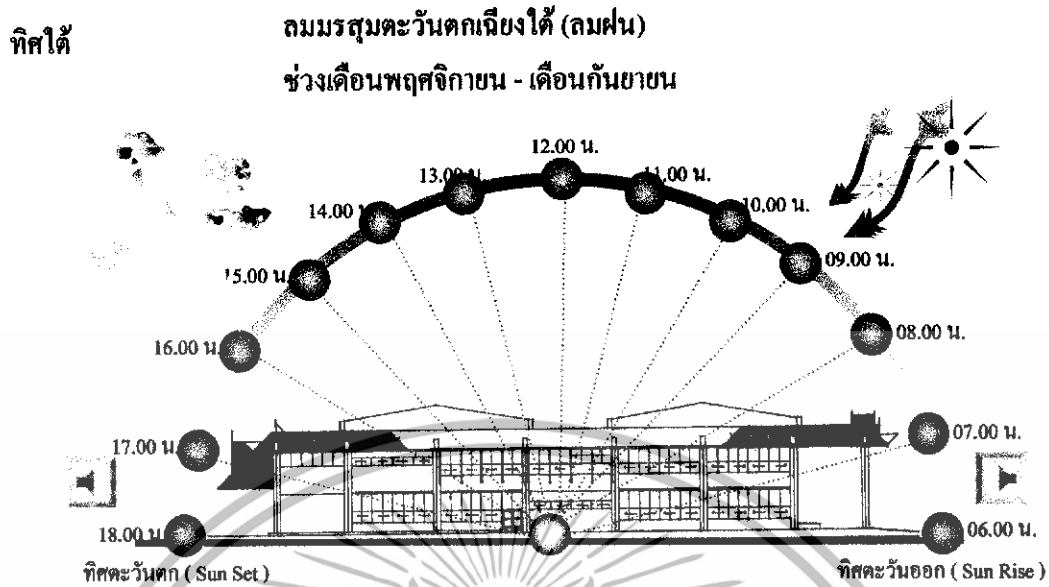 ทิศใต้
ลมมรสุมตะวันตกเฉียงใต้ (ลมฝน)
ช่วงเดือนพฤศจิกายน - เดือนกันยายน
12.00 น.
13.00 11.00 น.
14.00 10.00 น.
15.00 น. 09.00 น.
16.00 น. 08.00 น.
17.00 น. 07.00 น.
18.00 น. 06.00 น.
ทิศตะวันตก ( Sun Set ) ทิศตะวันออก ( Sun Rise )